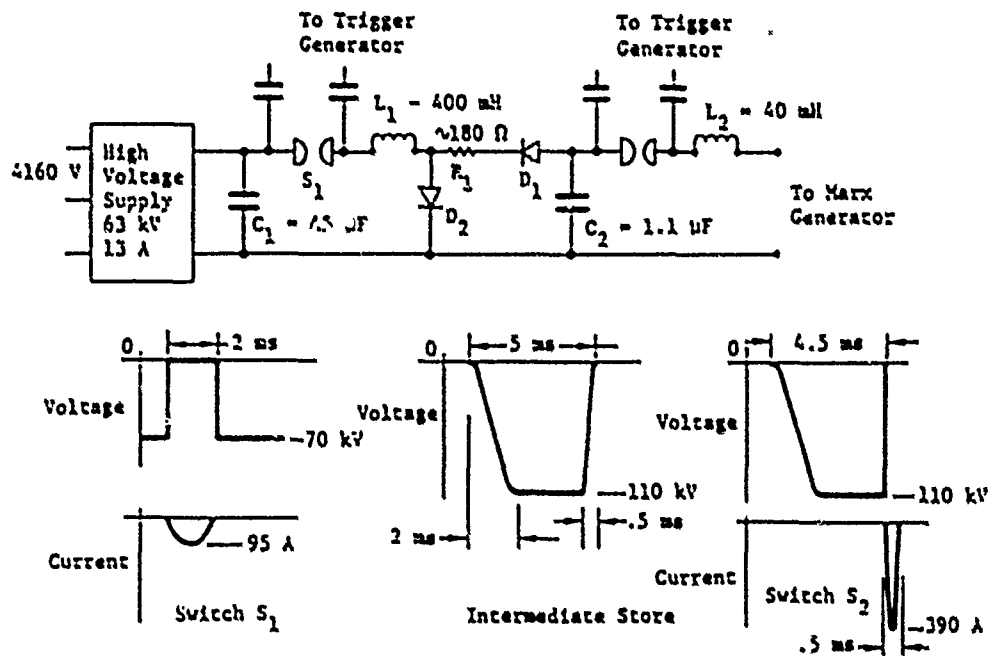 To Trigger
Generator
To Trigger
Generator
L1 - 400 mH
L2 = 40 mH
~180 Ω
4160 V
High
Voltage
Supply
63 kV
13 A
S1
R1
D1
D2
C1 =
C2 = 1.1 µF
To Marx
Generator
0
2 ms
Voltage
-70 kV
Current
95 A
Switch S1
0
5 ms
Voltage
-110 kV
2 ms
.5 ms
Intermediate Store
0
4.5 ms
Voltage
-110 kV
Current
Switch S2
390 A
.5 ms